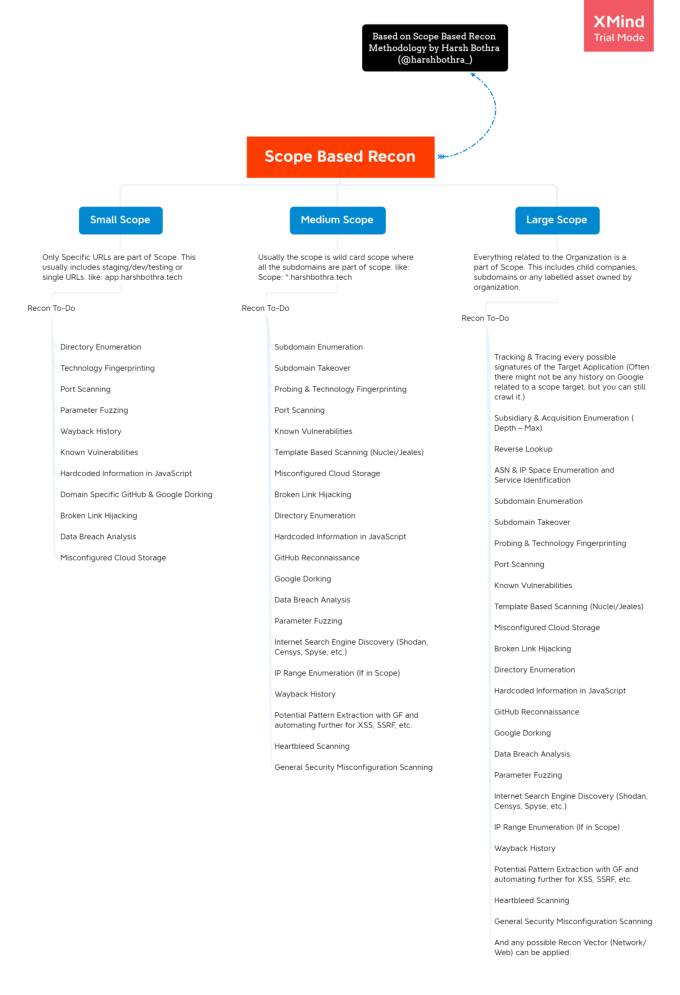 XMind
Trial Mode
Based on Scope Based Recon
Methodology by Harsh Bothra
(@harshbothra_)
Scope Based Recon
Small Scope
Only Specific URLs are part of Scope. This
usually includes staging/dev/testing or
single URLs. like: app.harshbothra.tech
Recon To-Do
Directory Enumeration
Technology Fingerprinting
Port Scanning
Parameter Fuzzing
Wayback History
Known Vulnerabilities
Hardcoded Information in JavaScript
Domain Specific GitHub & Google Dorking
Broken Link Hijacking
Data Breach Analysis
Misconfigured Cloud Storage
Medium Scope
Usually the scope is wild card scope where
all the subdomains are part of scope. like:
Scope: *.harshbothra.tech
Recon To-Do
Subdomain Enumeration
Subdomain Takeover
Probing & Technology Fingerprinting
Port Scanning
Known Vulnerabilities
Template Based Scanning (Nuclei/Jeales)
Misconfigured Cloud Storage
Broken Link Hijacking
Directory Enumeration
Hardcoded Information in JavaScript
GitHub Reconnaissance
Google Dorking
Data Breach Analysis
Parameter Fuzzing
Internet Search Engine Discovery (Shodan,
Censys, Spyse, etc.)
IP Range Enumeration (If in Scope)
Wayback History
Potential Pattern Extraction with GF and
automating further for XSS, SSRF, etc.
Heartbleed Scanning
General Security Misconfiguration Scanning
Large Scope
Everything related to the Organization is a
part of Scope. This includes child companies,
subdomains or any labelled asset owned by
organization.
Recon To-Do
Tracking & Tracing every possible
signatures of the Target Application (Often
there might not be any history on Google
related to a scope target, but you can still
crawl it.)
Subsidiary & Acquisition Enumeration (
Depth – Max)
Reverse Lookup
ASN & IP Space Enumeration and
Service Identification
Subdomain Enumeration
Subdomain Takeover
Probing & Technology Fingerprinting
Port Scanning
Known Vulnerabilities
Template Based Scanning (Nuclei/Jeales)
Misconfigured Cloud Storage
Broken Link Hijacking
Directory Enumeration
Hardcoded Information in JavaScript
GitHub Reconnaissance
Google Dorking
Data Breach Analysis
Parameter Fuzzing
Internet Search Engine Discovery (Shodan,
Censys, Spyse, etc.)
IP Range Enumeration (If in Scope)
Wayback History
Potential Pattern Extraction with GF and
automating further for XSS, SSRF, etc.
Heartbleed Scanning
General Security Misconfiguration Scanning
And any possible Recon Vector (Network/
Web) can be applied.